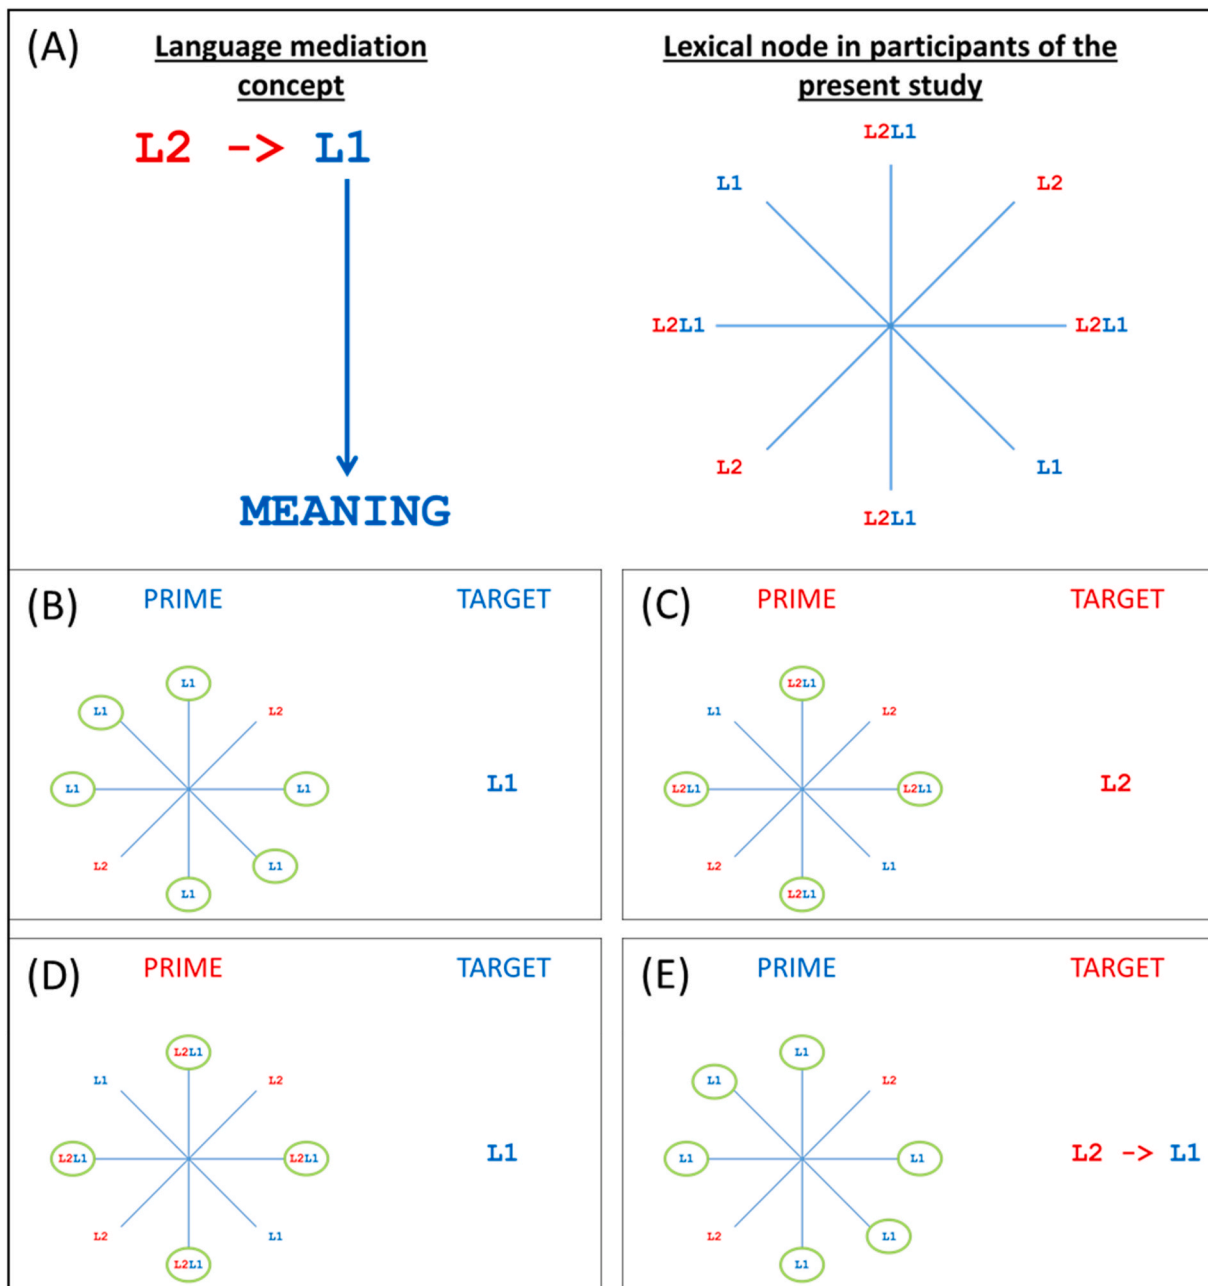 (A)
Language mediation
concept
Lexical node in participants of the
present study
L2 -> L1
MEANING
L2L1
L1
L2
L2L1
L2L1
L2
L1
L2L1
(B)
PRIME
TARGET
L1
L1
L2
L1
L1
L1
L2
L1
L1
(C)
PRIME
TARGET
L2L1
L1
L2
L2L1
L2L1
L2
L2
L1
L2L1
(D)
PRIME
TARGET
L2L1
L1
L2
L2L1
L2L1
L1
L2
L1
L2L1
(E)
PRIME
TARGET
L1
L1
L2
L1
L1
L2 -> L1
L2
L1
L1